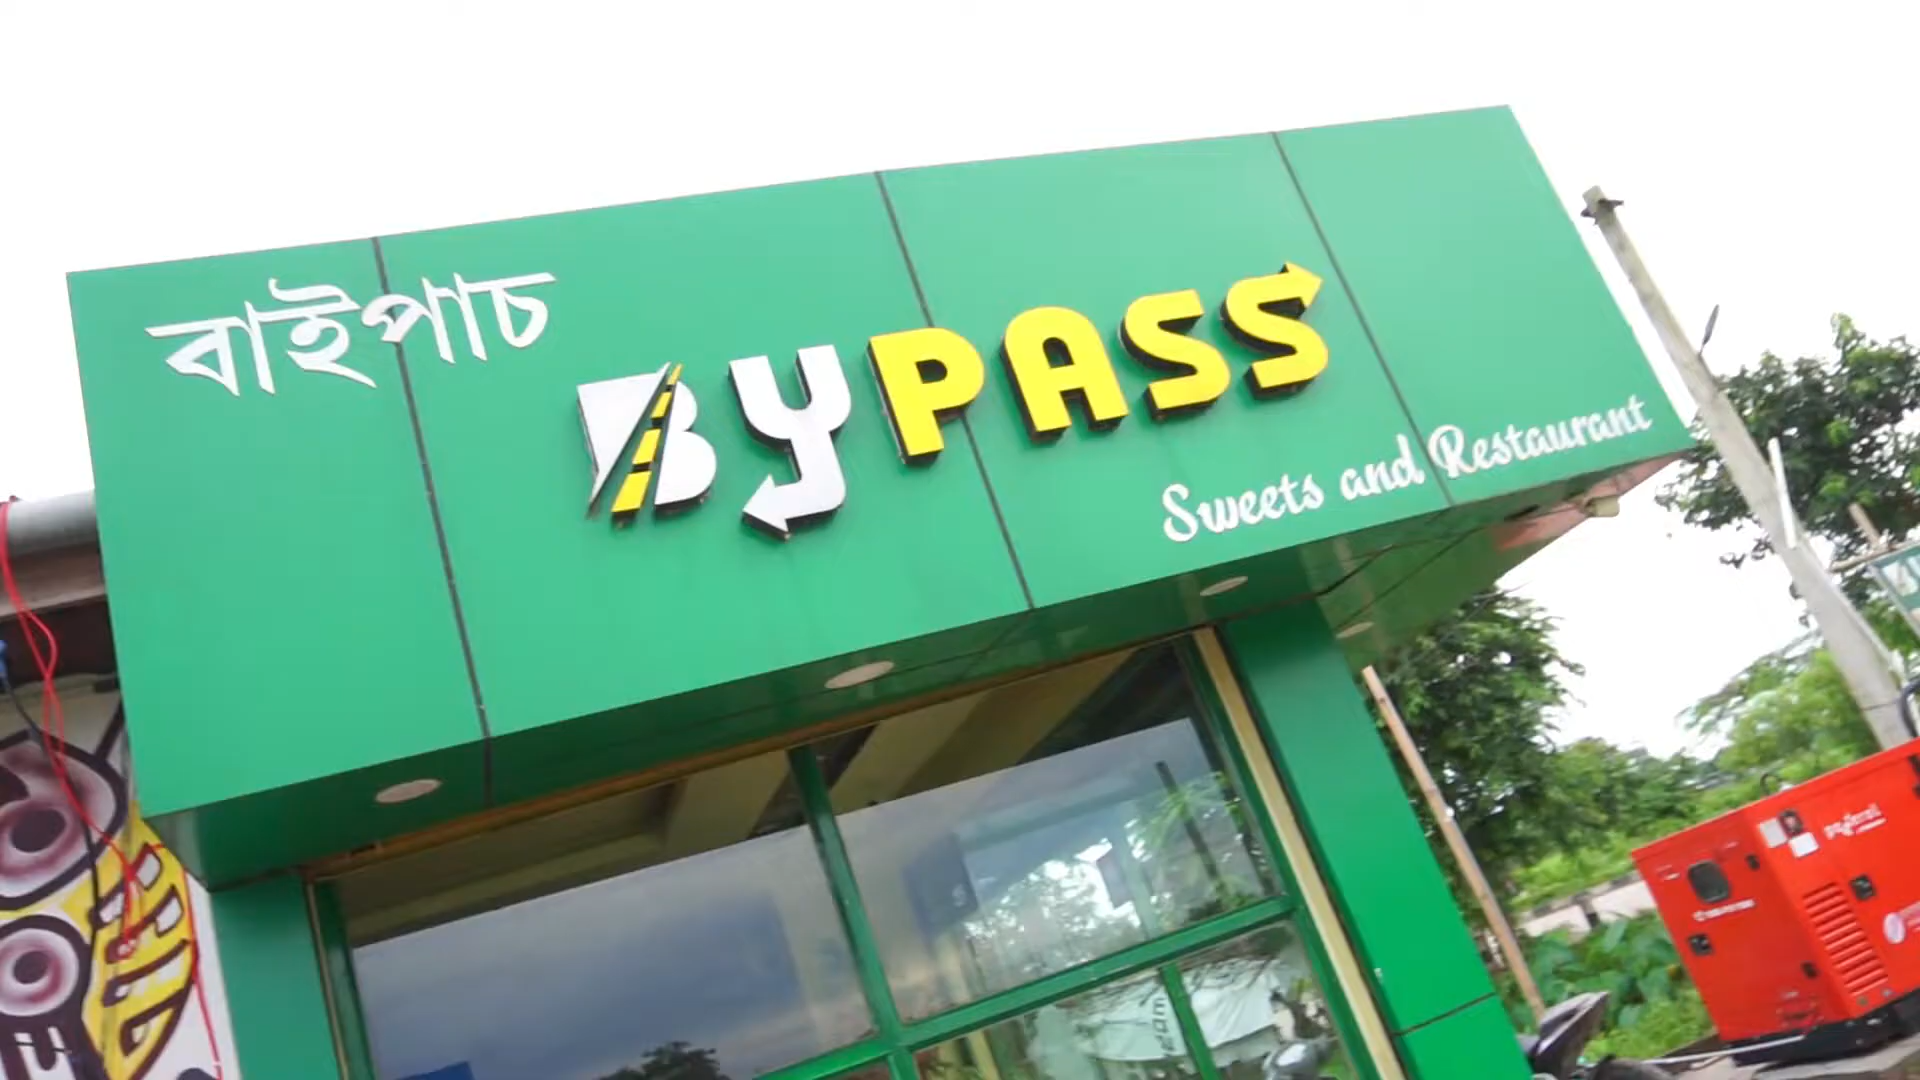 বাইপাচ
BYPASS
Sweets and Restaurant